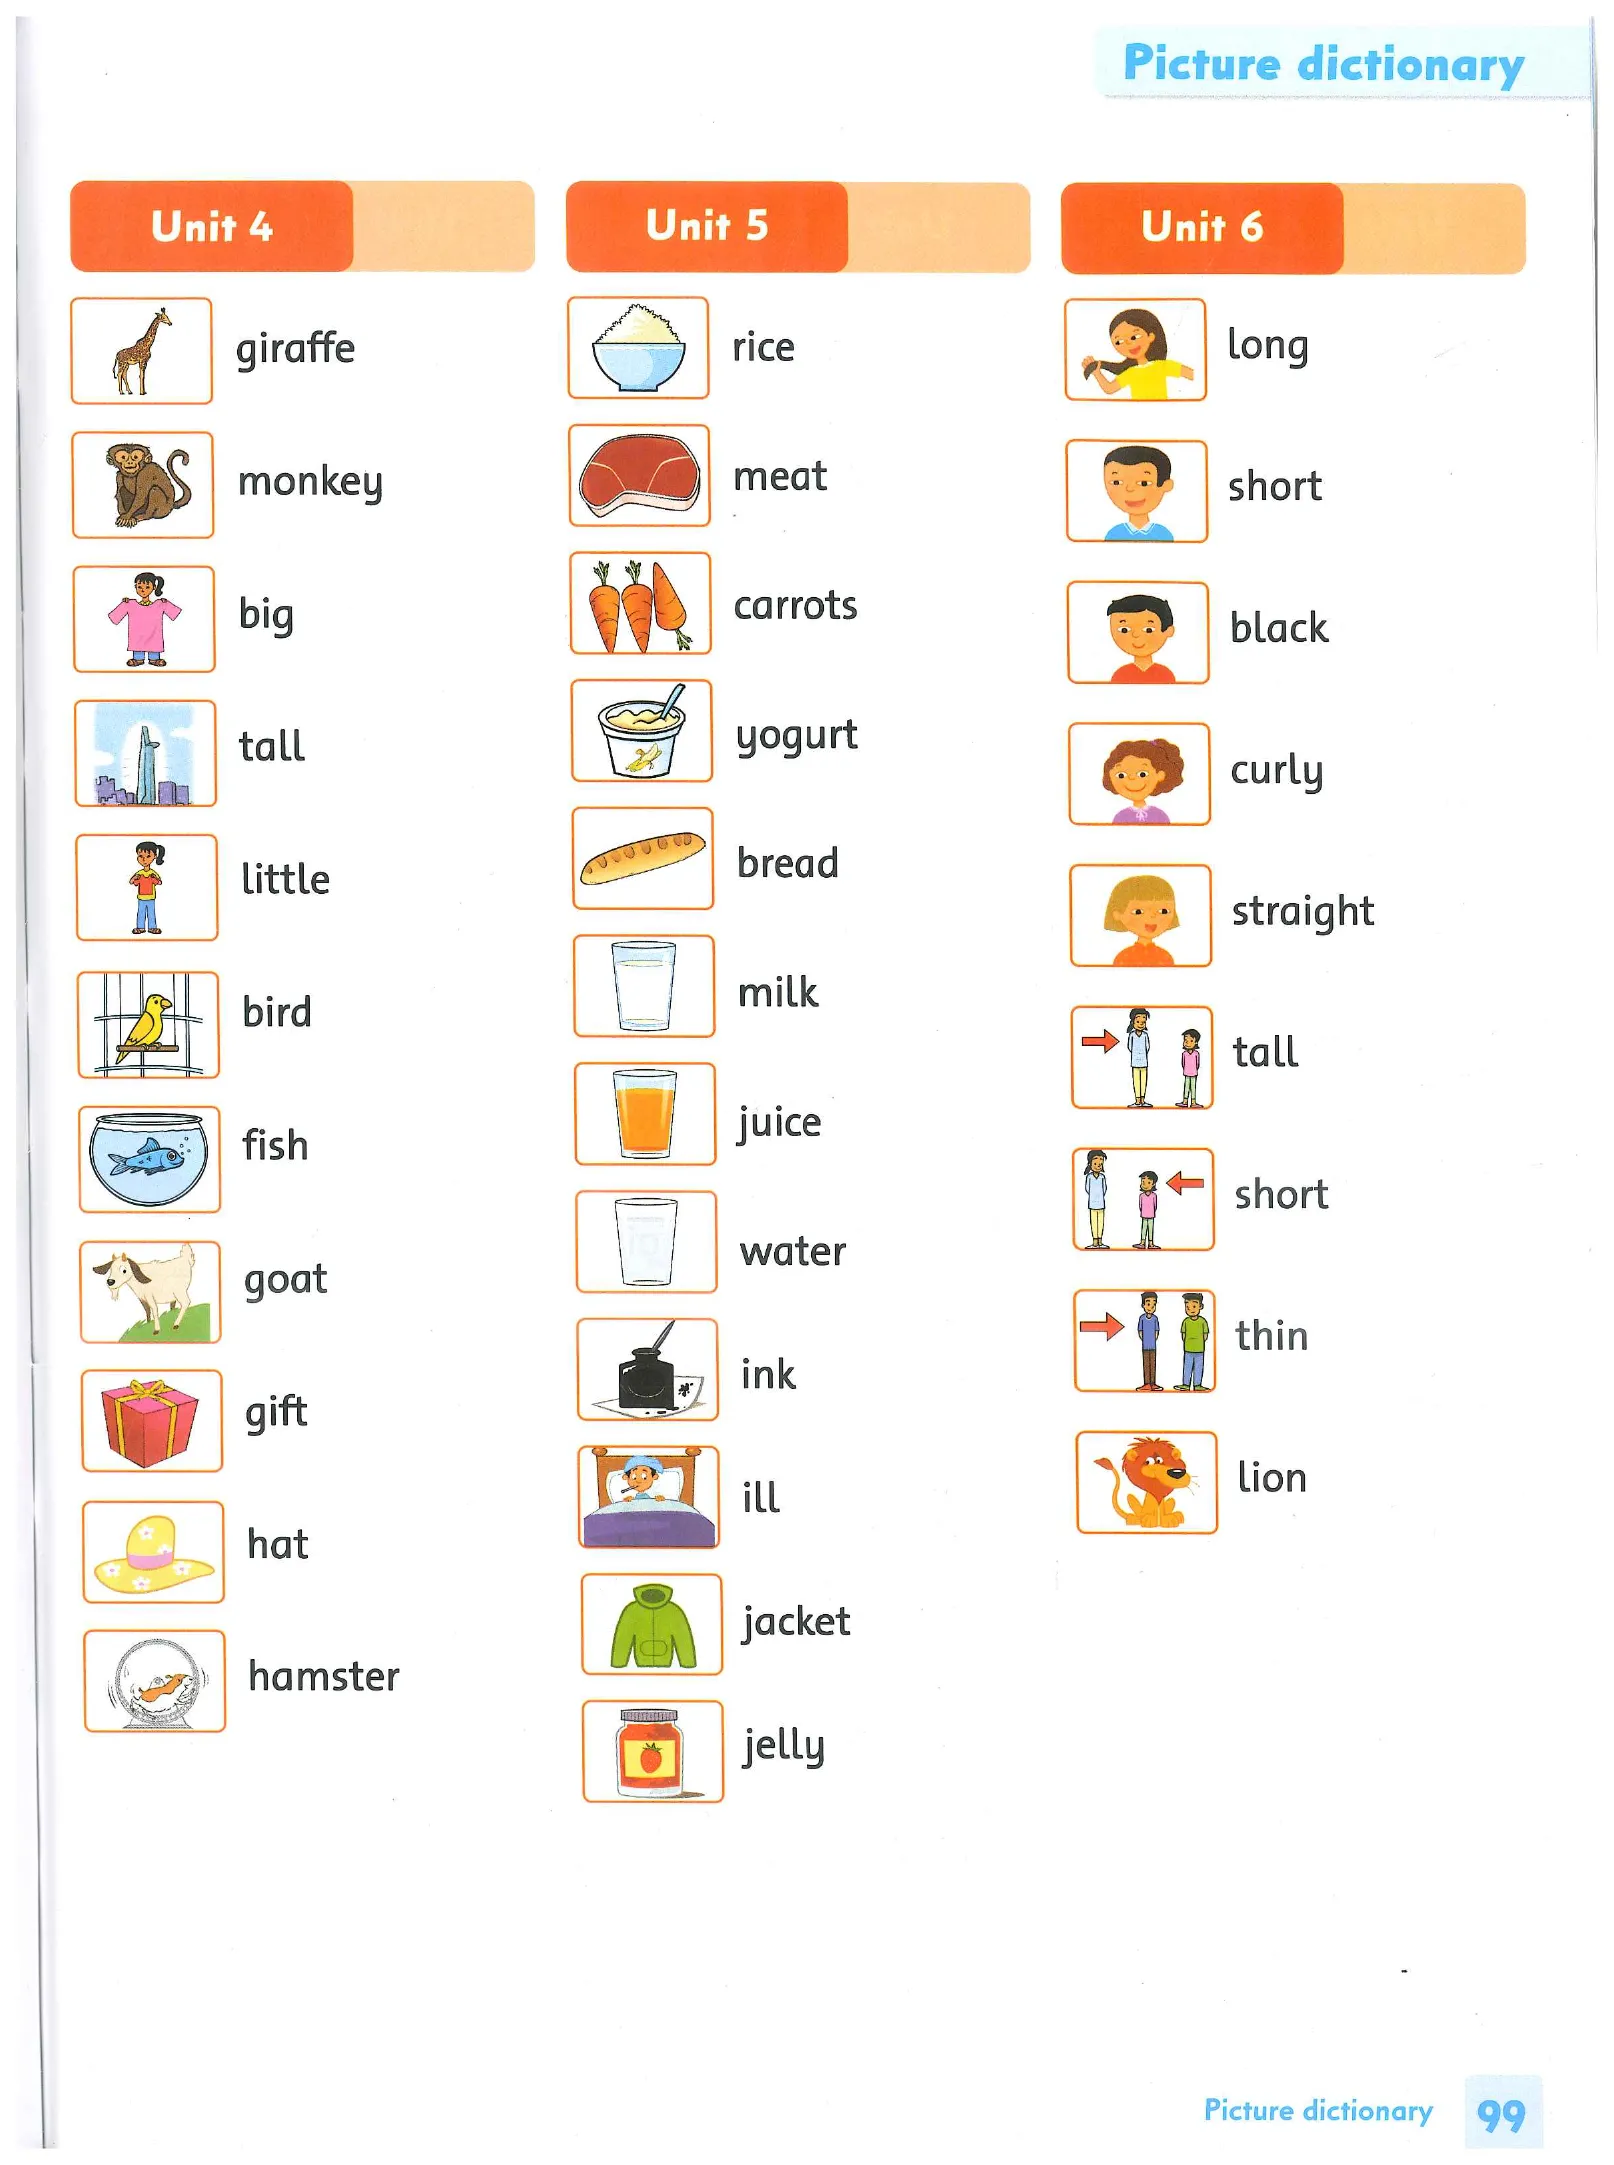 Picture dictionary
Unit 4
giraffe
monkey
big
tall
little
bird
fish
goat
gift
hat
hamster
Unit 5
rice
meat
carrots
yogurt
bread
milk
juice
water
ink
ill
jacket
jelly
Unit 6
long
short
black
curly
straight
tall
short
thin
lion
Picture dictionary 99